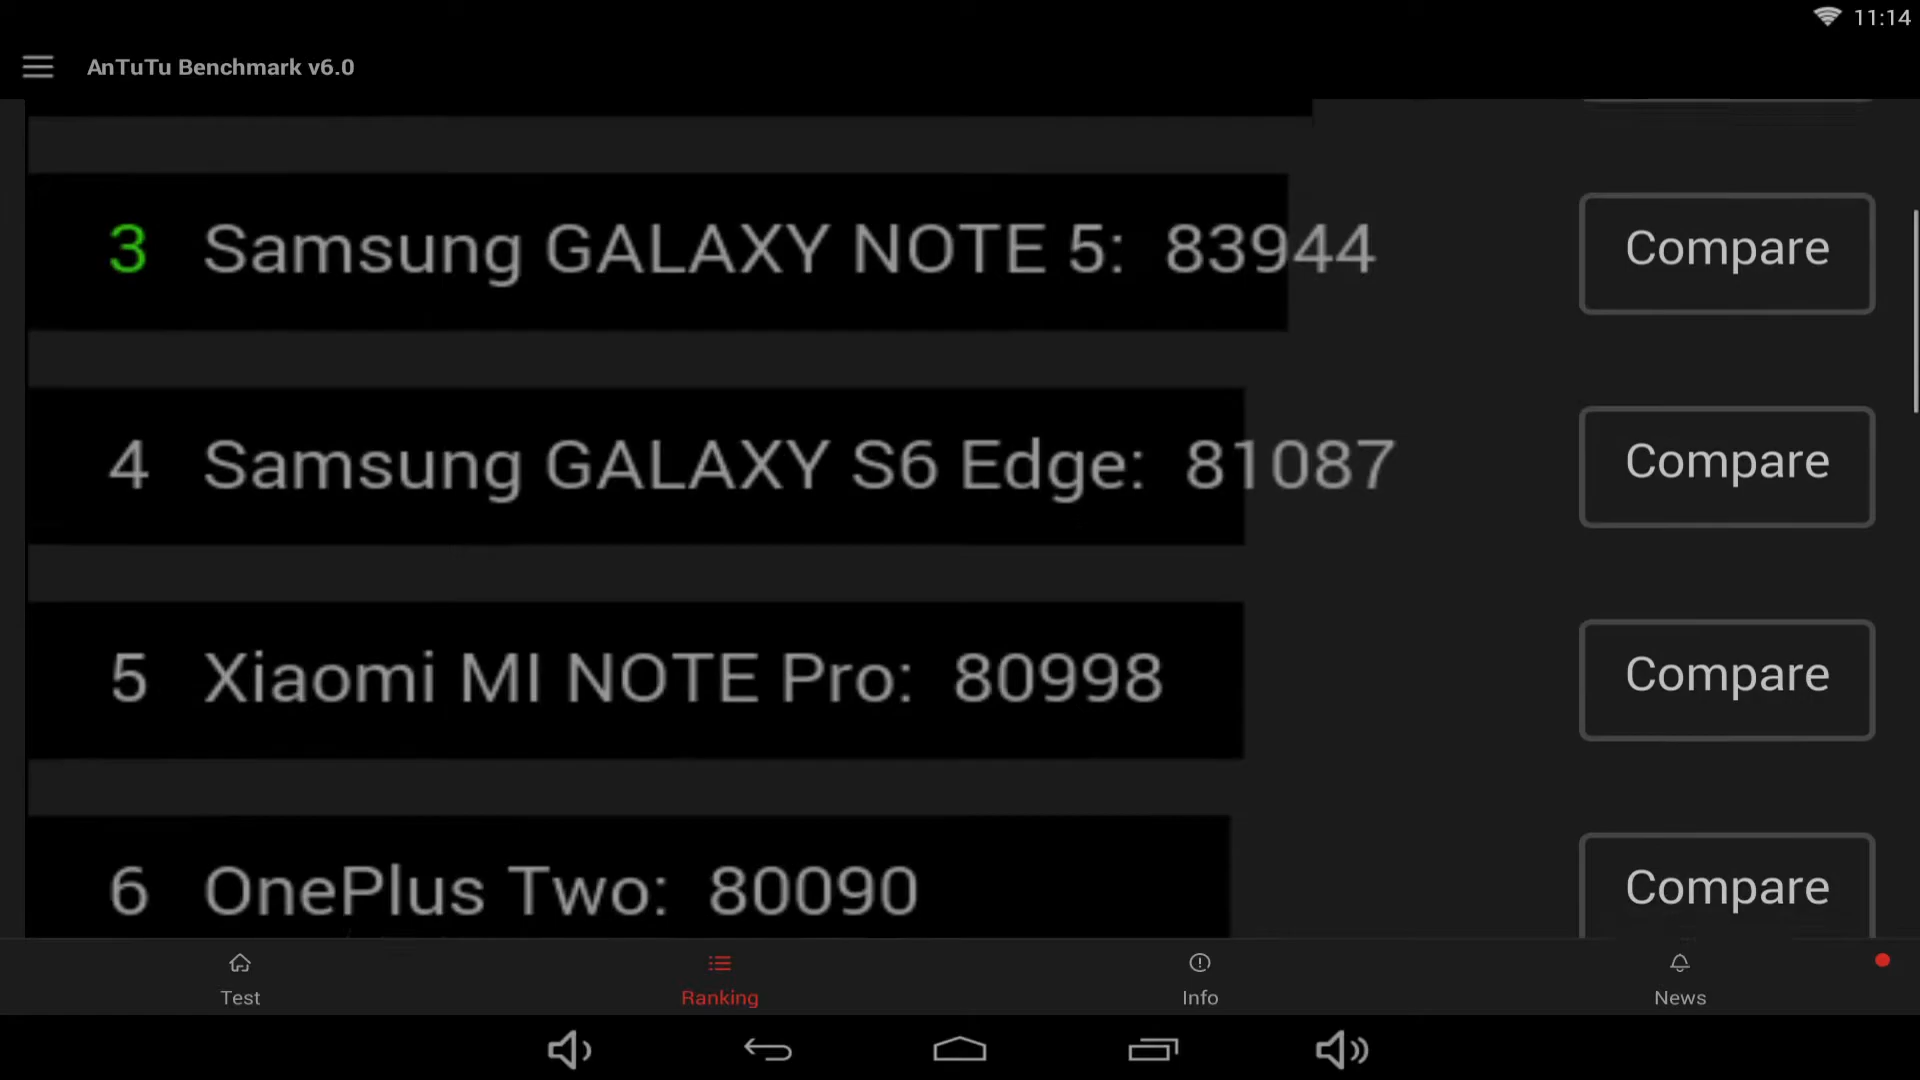 11:14
AnTuTu Benchmark v6.0
3 Samsung GALAXY NOTE 5: 83944 Compare
4 Samsung GALAXY S6 Edge: 81087 Compare
5 Xiaomi MI NOTE Pro: 80998 Compare
6 OnePlus Two: 80090 Compare
Test Ranking Info News